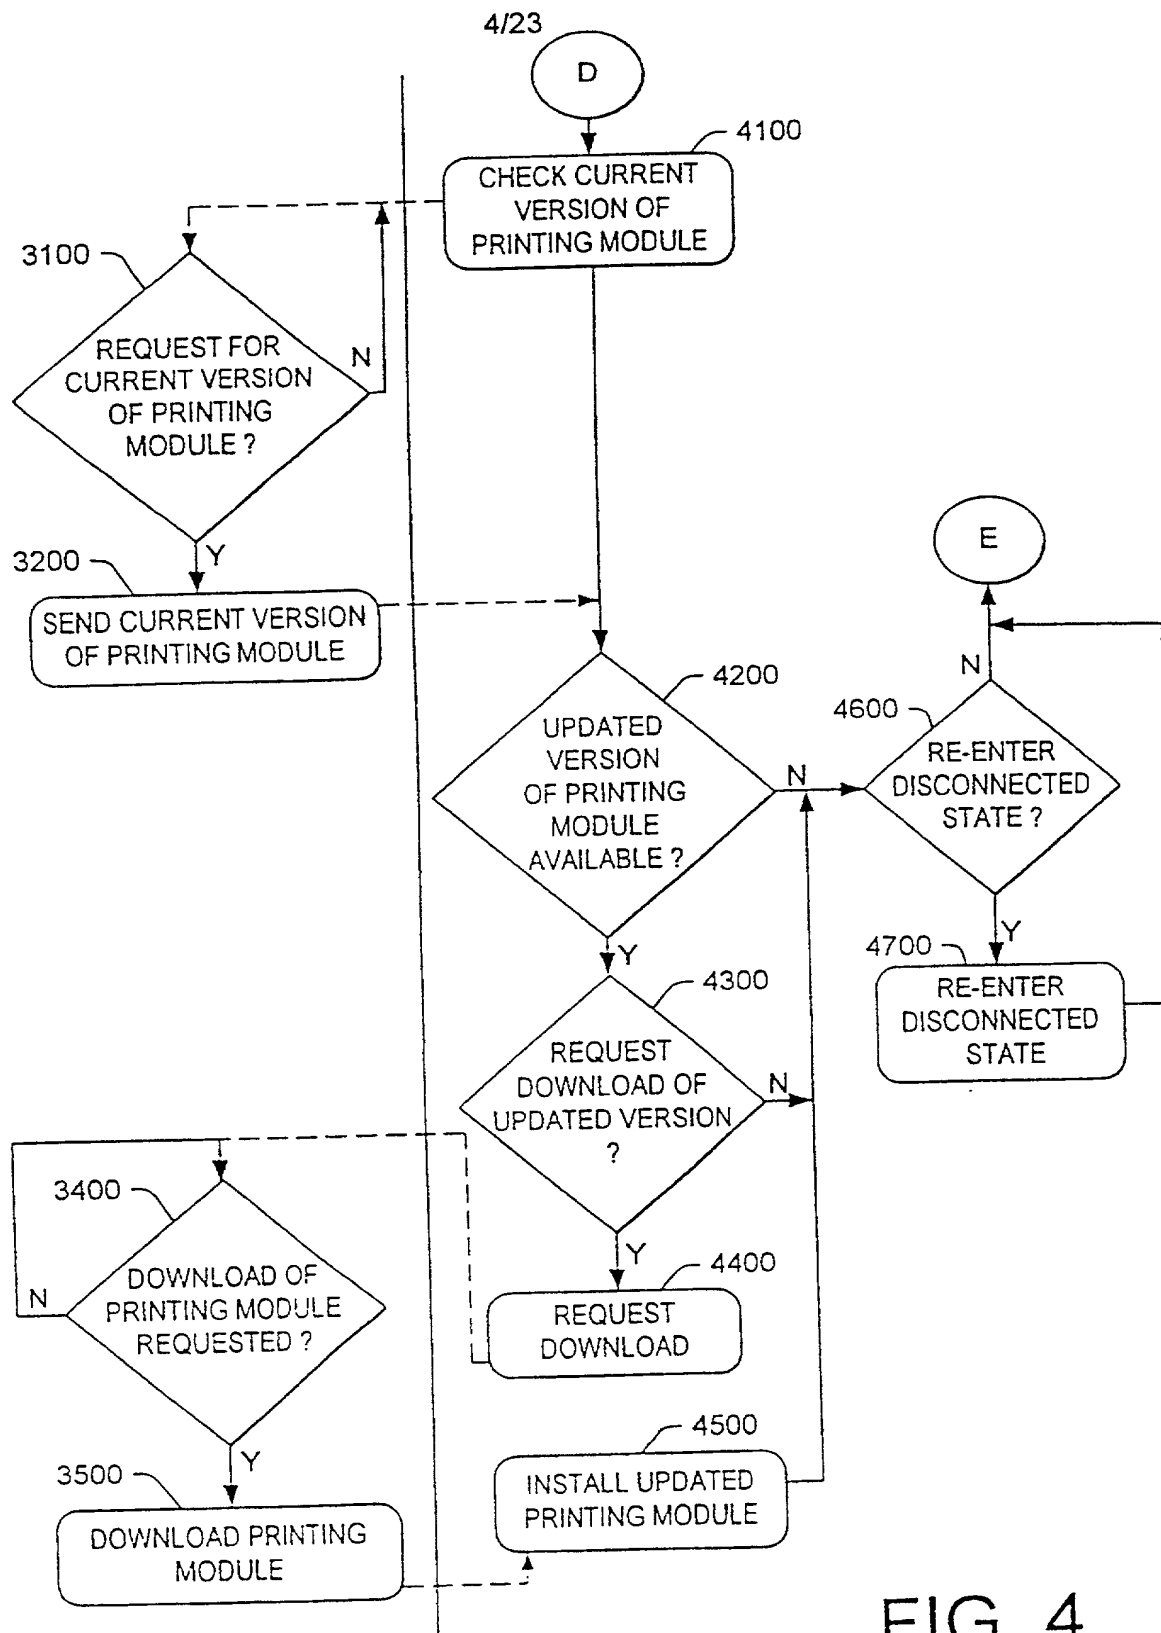 4/23
D
4100
CHECK CURRENT
VERSION OF
PRINTING MODULE
3100
REQUEST FOR
CURRENT VERSION
OF PRINTING
MODULE ?
N
Y
3200
SEND CURRENT VERSION
OF PRINTING MODULE
E
N
4200
UPDATED
VERSION
OF PRINTING
MODULE
AVAILABLE ?
N
4600
RE-ENTER
DISCONNECTED
STATE ?
Y
Y
4700
RE-ENTER
DISCONNECTED
STATE
4300
REQUEST
DOWNLOAD OF
UPDATED VERSION
?
N
Y
3400
DOWNLOAD OF
PRINTING MODULE
REQUESTED ?
N
Y
4400
REQUEST
DOWNLOAD
4500
INSTALL UPDATED
PRINTING MODULE
3500
DOWNLOAD PRINTING
MODULE
FIG. 4